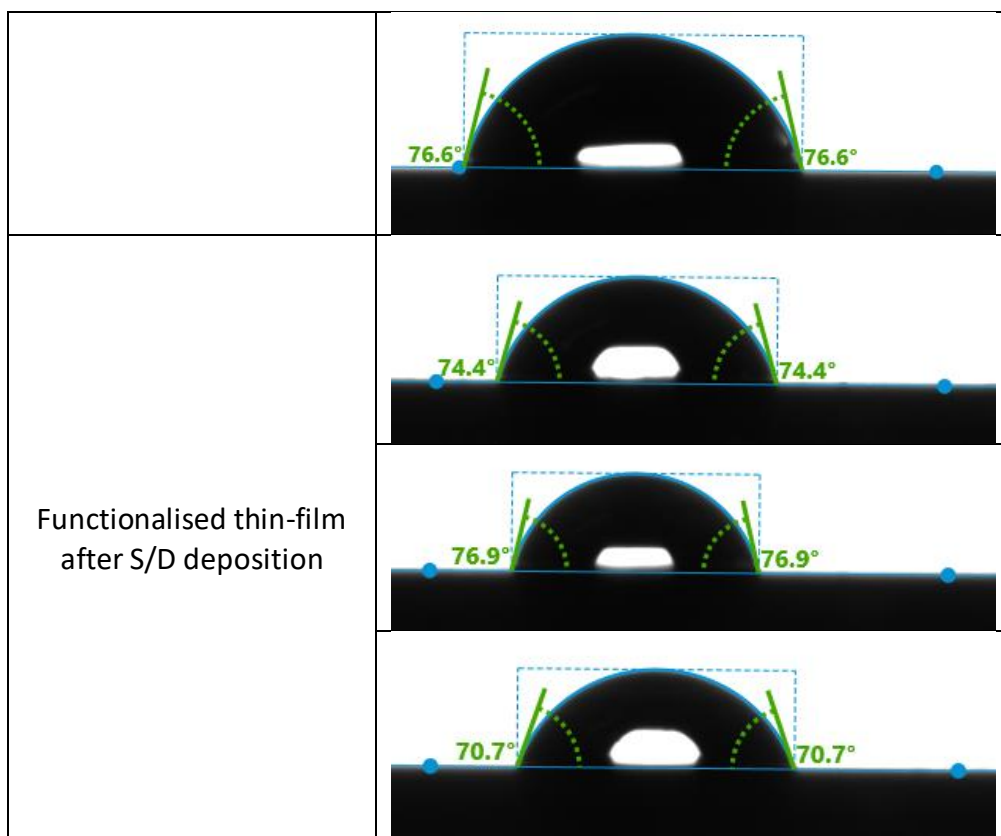 76.6° 76.6°
74.4° 74.4°
Functionalised thin-film
after S/D deposition
76.9° 76.9°
70.7° 70.7°